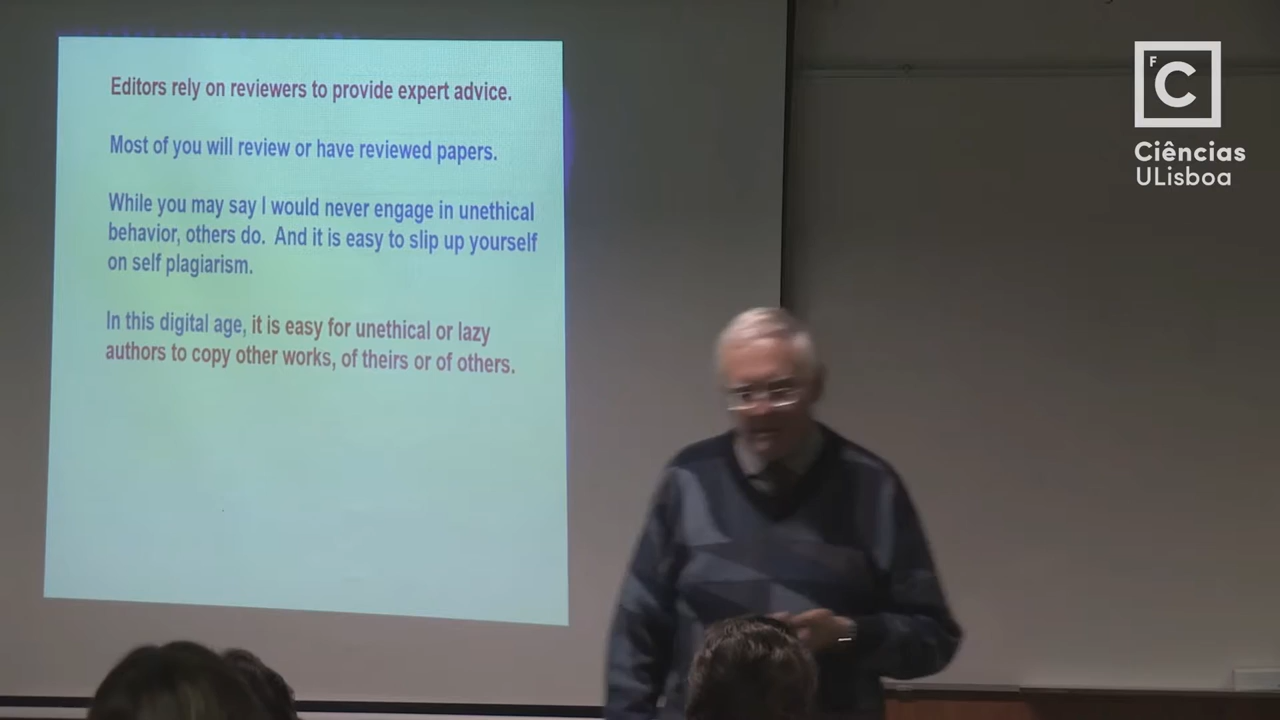 Editors rely on reviewers to provide expert advice.
Most of you will review or have reviewed papers.
While you may say I would never engage in unethical
behavior, others do. And it is easy to slip up yourself
on self plagiarism.
In this digital age, it is easy for unethical or lazy
authors to copy other works, of theirs or of others.
F
C
Ciências
ULisboa